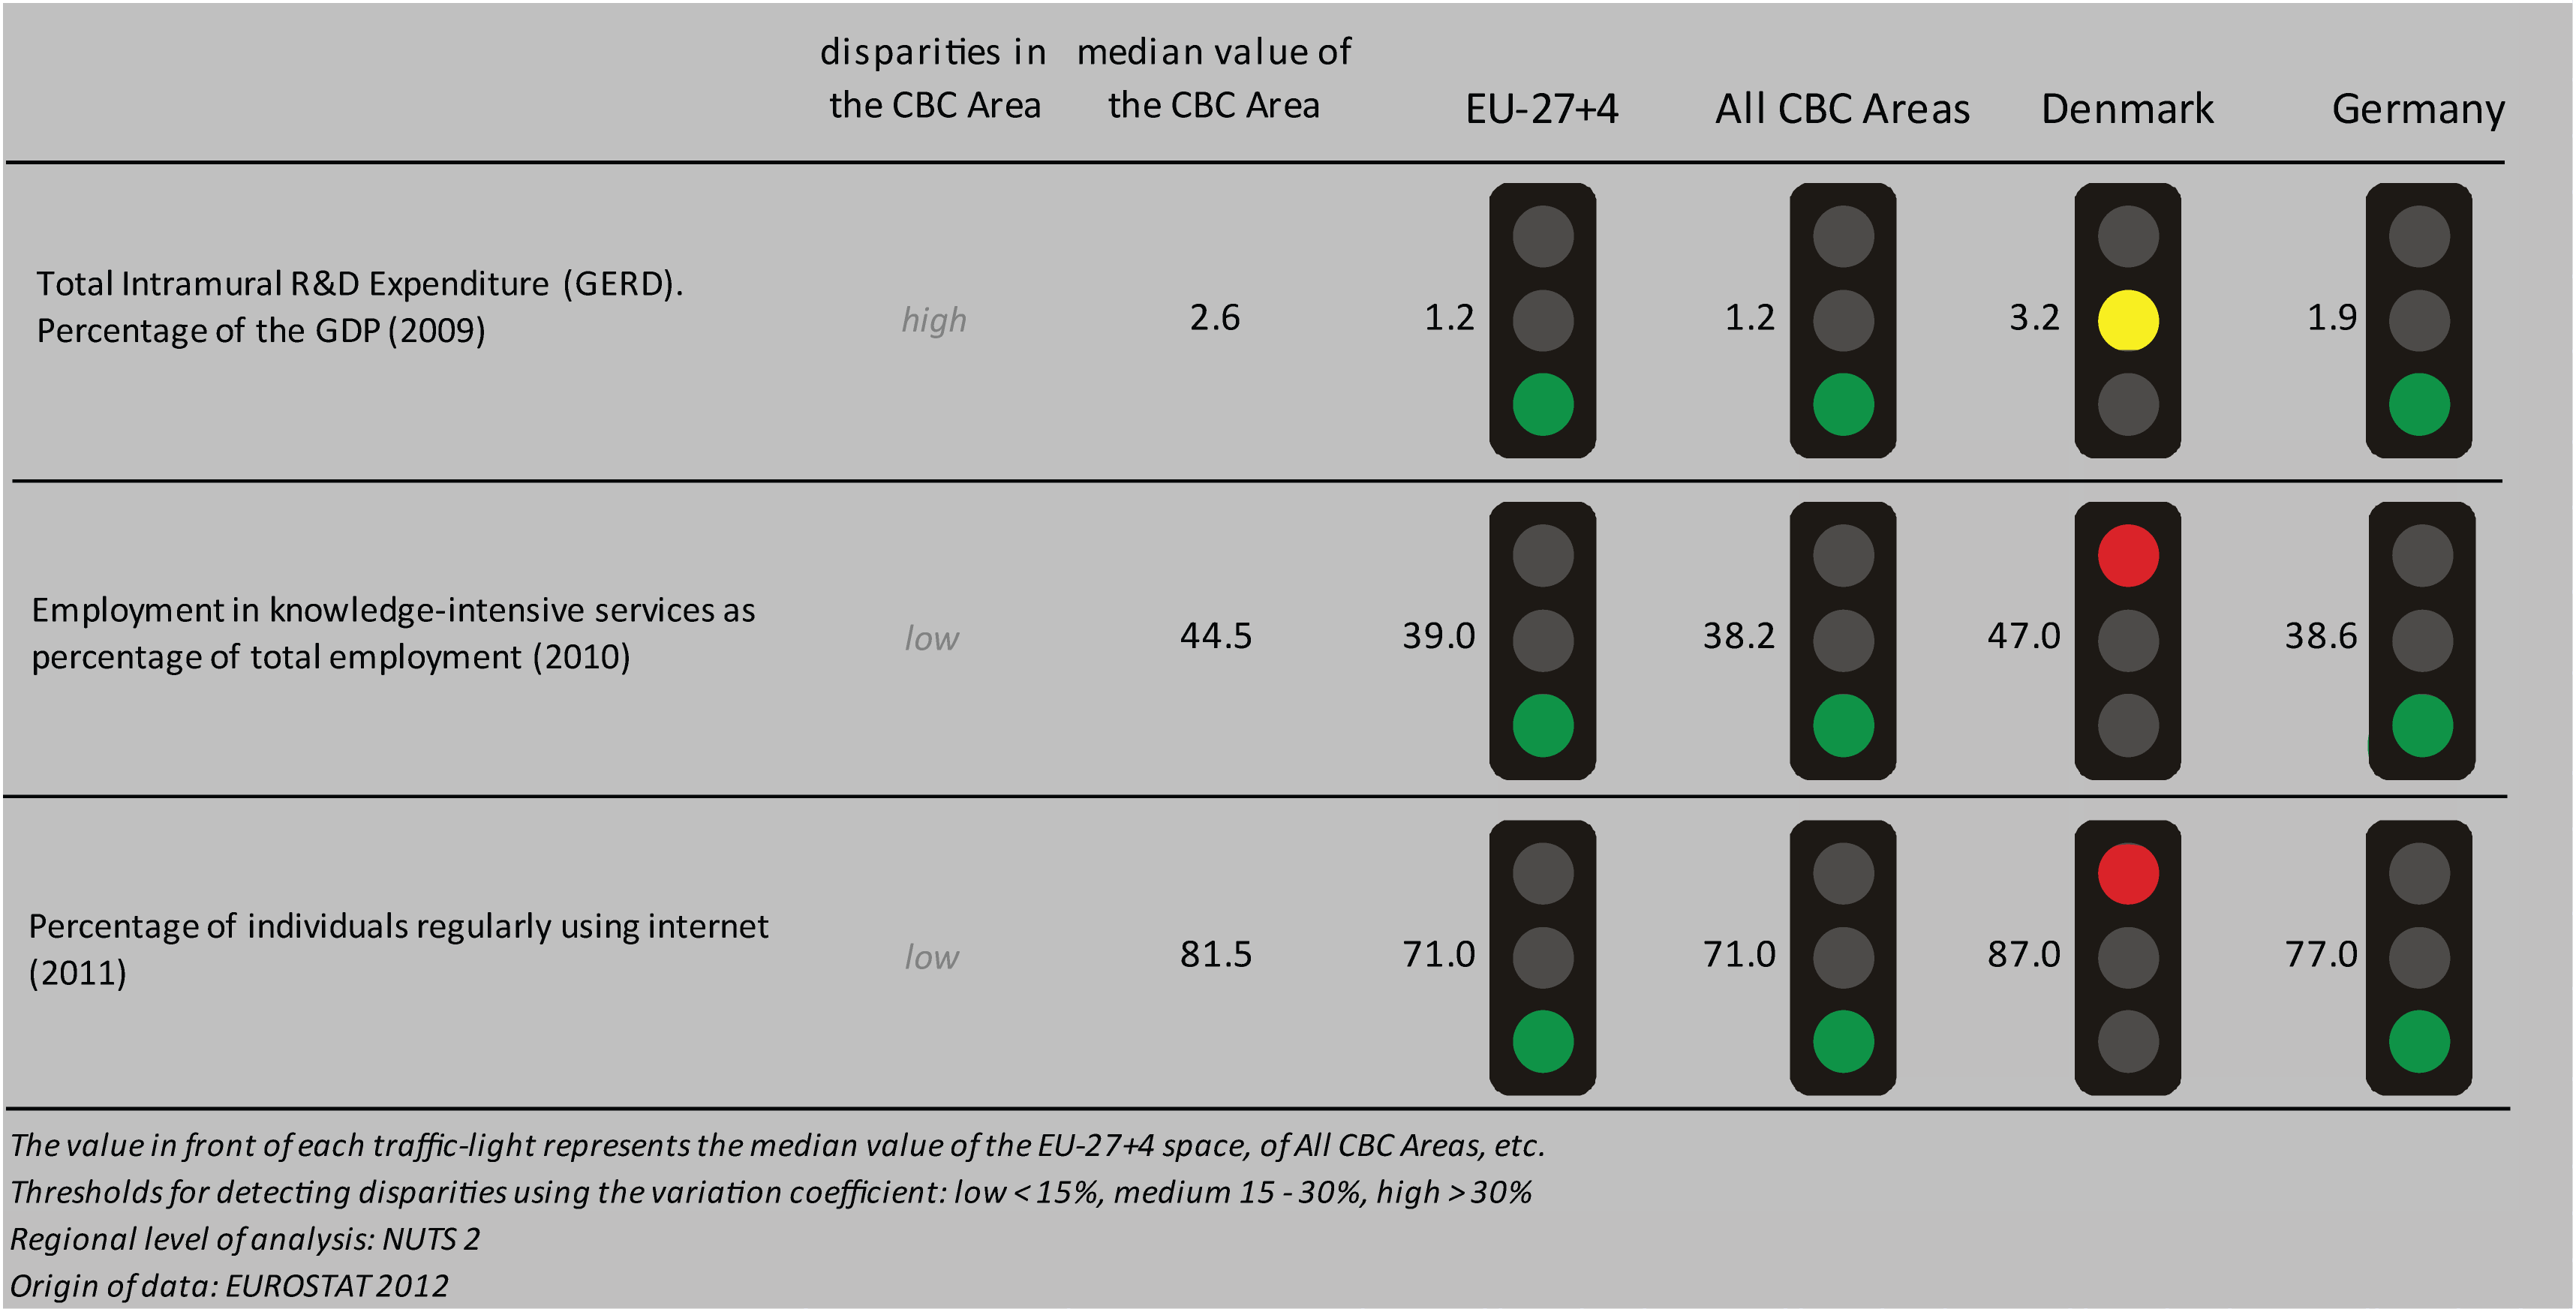 disparities in median value of
the CBC Area the CBC Area EU-27+4 All CBC Areas Denmark Germany
Total Intramural R&D Expenditure (GERD).
Percentage of the GDP (2009)
high 2.6 1.2 1.2 3.2 1.9
Employment in knowledge-intensive services as
percentage of total employment (2010)
low 44.5 39.0 38.2 47.0 38.6
Percentage of individuals regularly using internet
(2011)
low 81.5 71.0 71.0 87.0 77.0
The value in front of each traffic-light represents the median value of the EU-27+4 space, of All CBC Areas, etc.
Thresholds for detecting disparities using the variation coefficient: low < 15%, medium 15 - 30%, high > 30%
Regional level of analysis: NUTS 2
Origin of data: EUROSTAT 2012